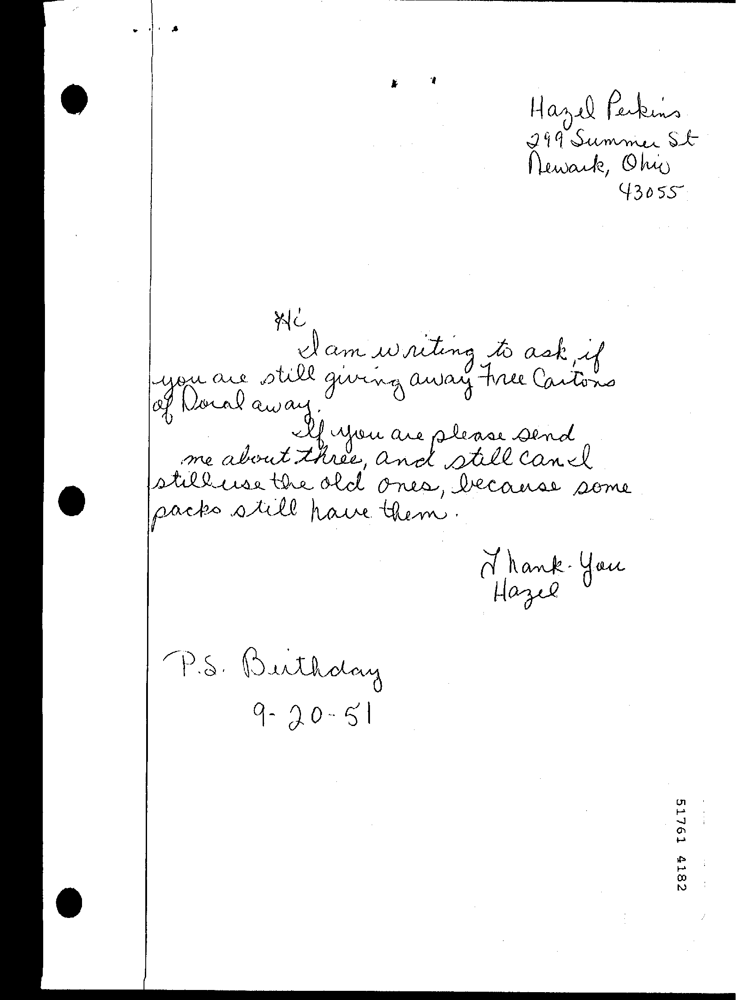 Hazel Perkins
299 Summer St
Newark, Ohio
43055
Hi
I am writing to ask, if
you are still giving away Free Cartons
of Doral away.
If you are please send
me about three, and still can I
still use the old ones, because some
packs still have them.
Thank-You
Hazel
P.S. Birthday
9-20-51
51761 4182